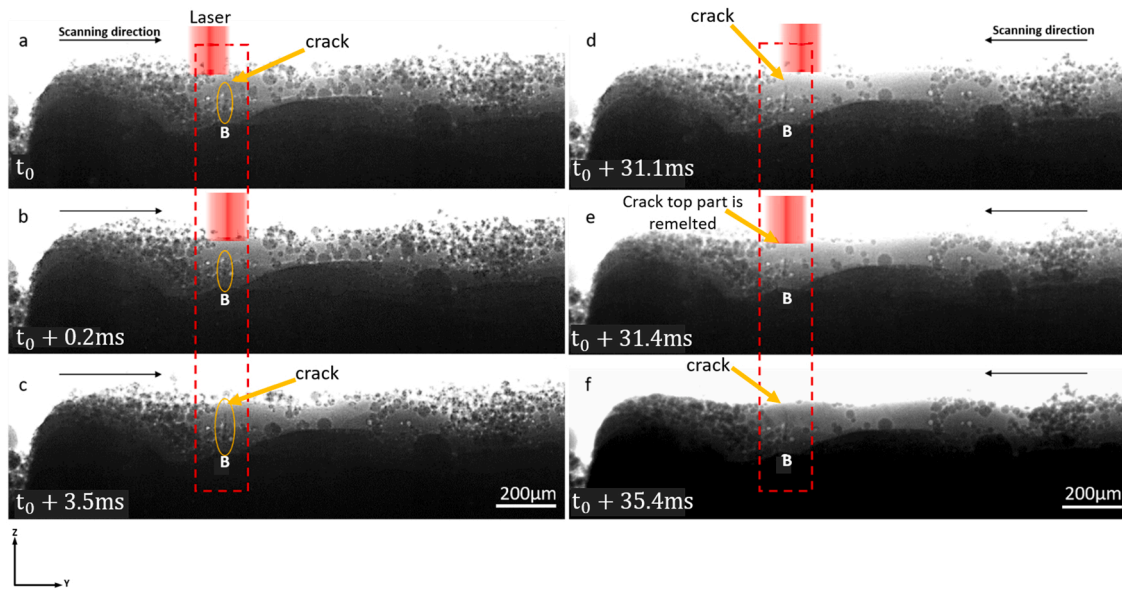 Laser
a
Scanning direction
crack
B
t₀
b
B
t₀ + 0.2ms
c
crack
B
t₀ + 3.5ms
200μm
Z
Y
d
crack
Scanning direction
B
t₀ + 31.1ms
e
Crack top part is
remelted
B
t₀ + 31.4ms
f
crack
B
t₀ + 35.4ms
200μm